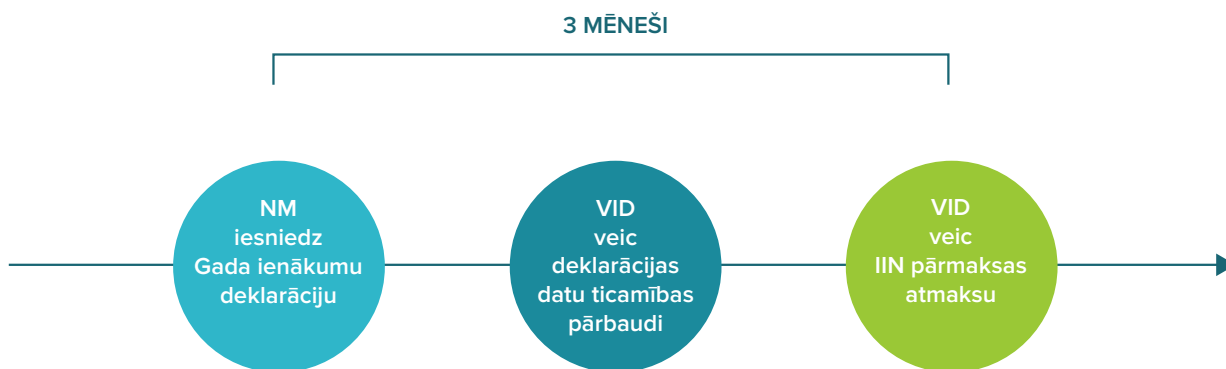 3 MĒNEŠI
NM
iesniedz
Gada ienākumu
deklarāciju
VID
veic
deklarācijas
datu ticamības
pārbaudi
VID
veic
IIN pārmaksas
atmaksu